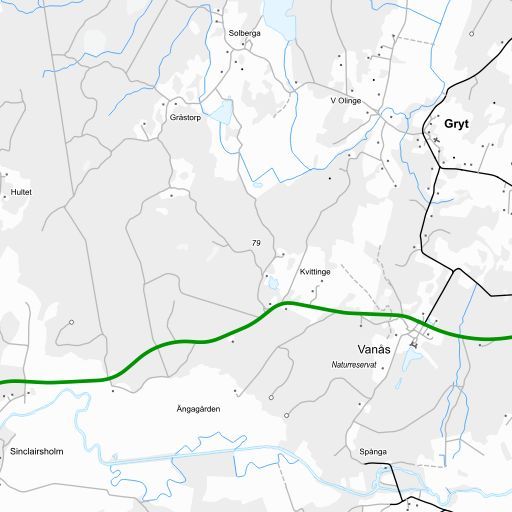 Solberga
V Olinge
Gråstorp
Gryt
Hultet
79
Kvittinge
Vanås
Naturreservat
Ängagården
Sinclairsholm
Spånga